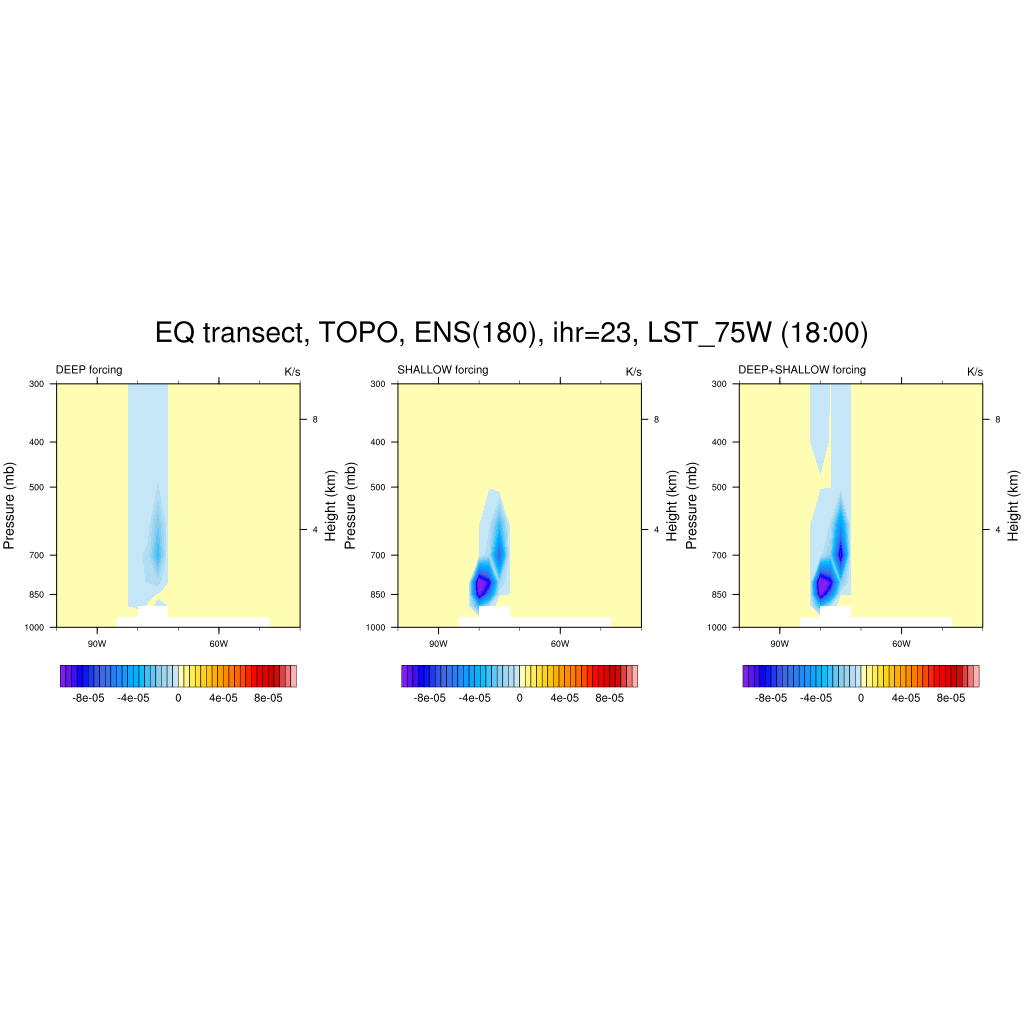 EQ transect, TOPO, ENS(180), ihr=23, LST_75W (18:00)
DEEP forcing K/s
300
400
500
700
850
1000
Pressure (mb)
8
4
Height (km)
90W 60W
-8e-05 -4e-05 0 4e-05 8e-05
SHALLOW forcing K/s
300
400
500
700
850
1000
Pressure (mb)
8
4
Height (km)
90W 60W
-8e-05 -4e-05 0 4e-05 8e-05
DEEP+SHALLOW forcing K/s
300
400
500
700
850
1000
Pressure (mb)
8
4
Height (km)
90W 60W
-8e-05 -4e-05 0 4e-05 8e-05